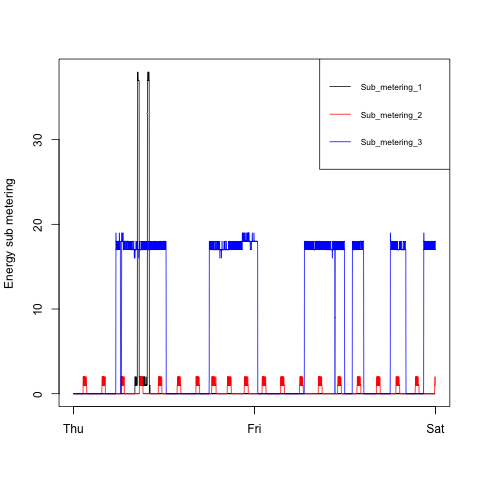 Sub_metering_1
Sub_metering_2
Sub_metering_3
Energy sub metering
30
20
10
0
Thu Fri Sat